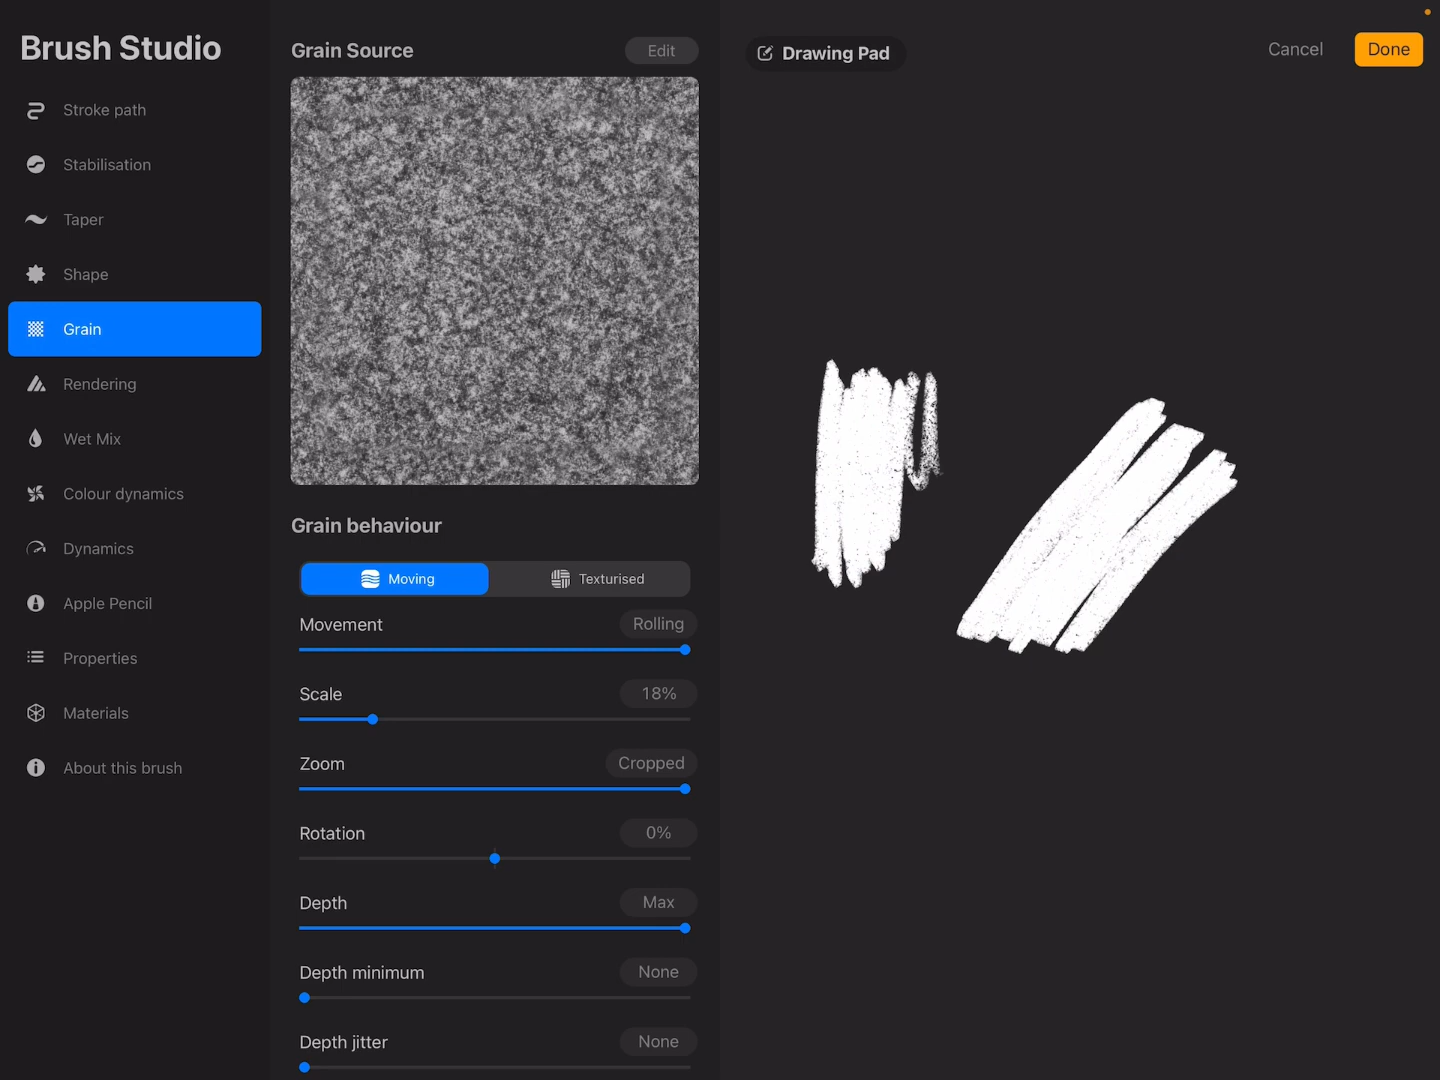 Brush Studio
Stroke path
Stabilisation
Taper
Shape
Grain
Rendering
Wet Mix
Colour dynamics
Dynamics
Apple Pencil
Properties
Materials
About this brush
Grain Source
Edit
Grain behaviour
Moving
Texturised
Movement
Rolling
Scale
18%
Zoom
Cropped
Rotation
0%
Depth
Max
Depth minimum
None
Depth jitter
None
Drawing Pad
Cancel
Done